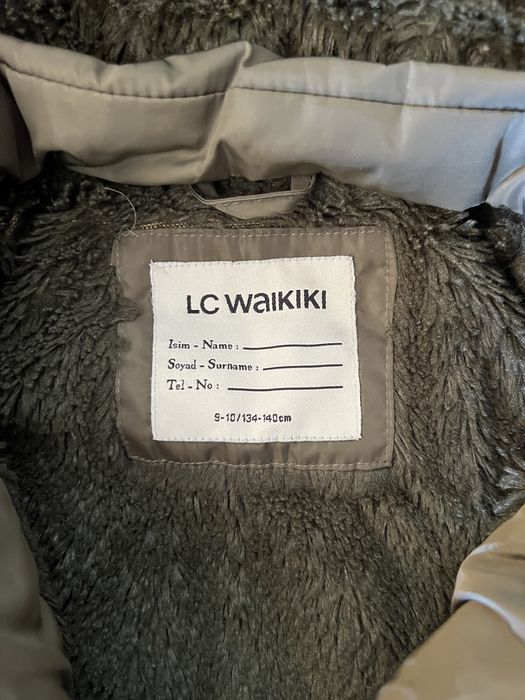 LC WAIKIKI
Isim - Name :
Soyad - Surname :
Tel - No :
9-10/134-140cm